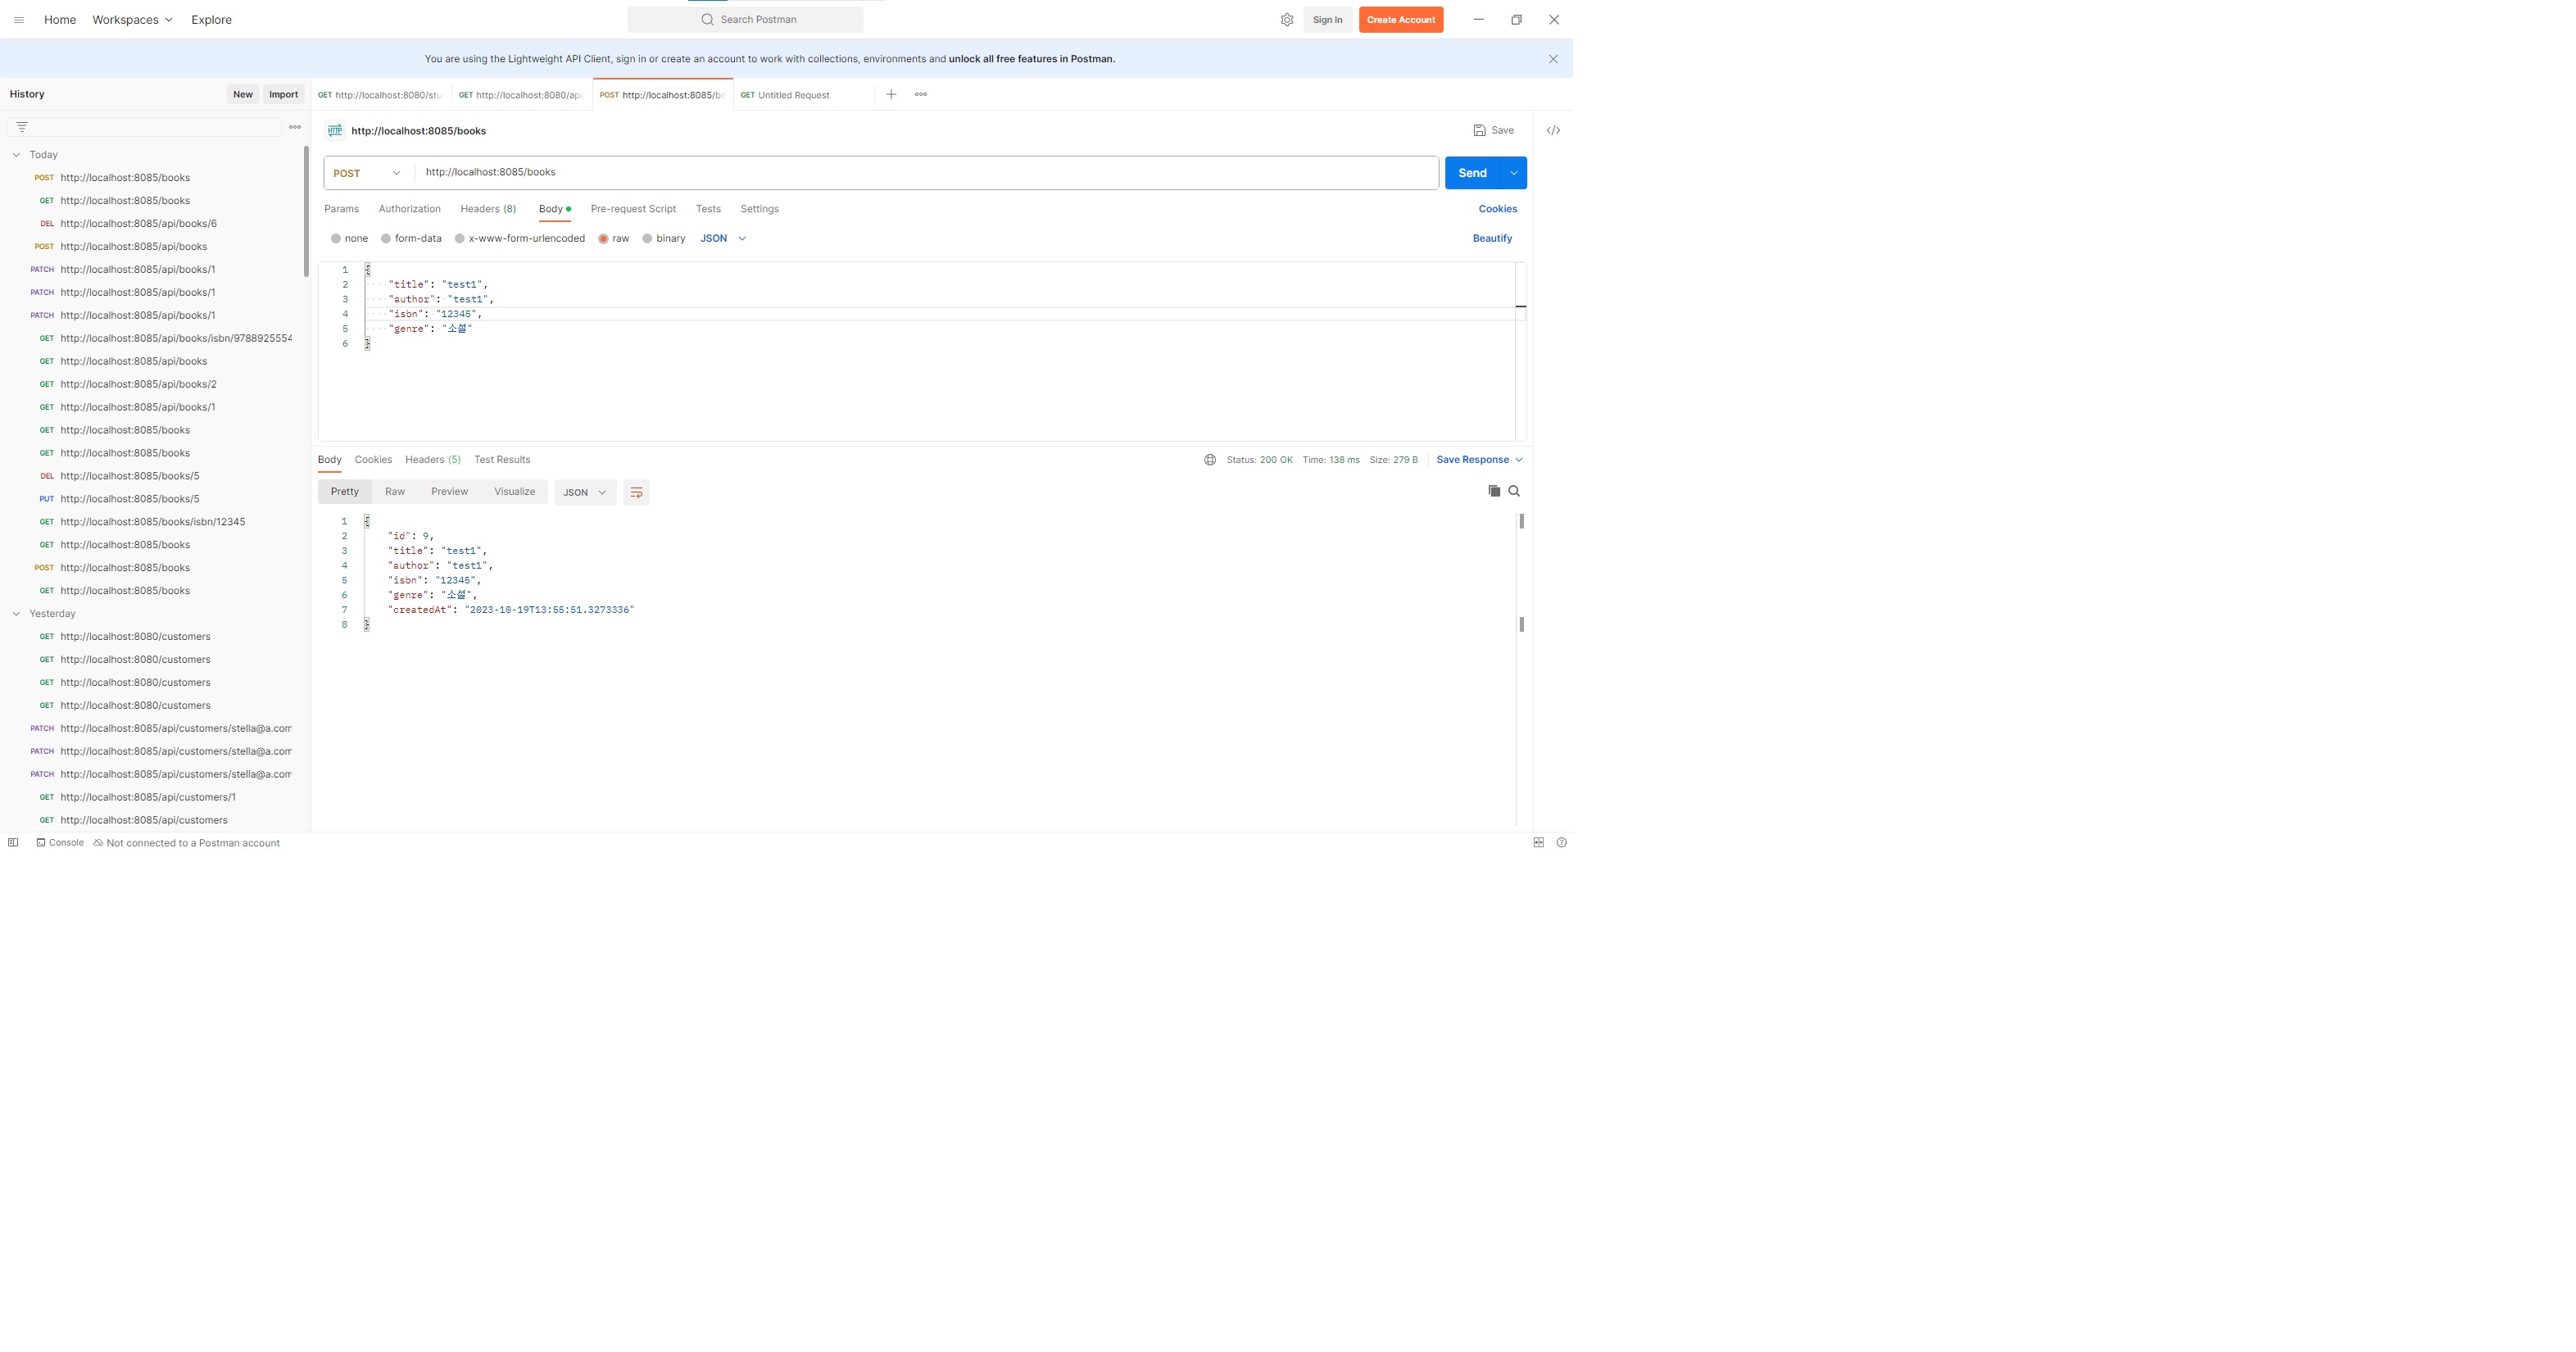 Home Workspaces Explore Search Postman Sign In Create Account
You are using the Lightweight API Client, sign in or create an account to work with collections, environments and unlock all free features in Postman.
History New Import
Today
POST http://localhost:8085/books
GET http://localhost:8085/books
DEL http://localhost:8085/api/books/6
POST http://localhost:8085/api/books
PATCH http://localhost:8085/api/books/1
PATCH http://localhost:8085/api/books/1
PATCH http://localhost:8085/api/books/1
GET http://localhost:8085/api/books/isbn/9788925554
GET http://localhost:8085/api/books
GET http://localhost:8085/api/books/2
GET http://localhost:8085/api/books/1
GET http://localhost:8085/books
GET http://localhost:8085/books
DEL http://localhost:8085/books/5
PUT http://localhost:8085/books/5
GET http://localhost:8085/books/isbn/12345
GET http://localhost:8085/books
POST http://localhost:8085/books
GET http://localhost:8085/books
Yesterday
GET http://localhost:8080/customers
GET http://localhost:8080/customers
GET http://localhost:8080/customers
GET http://localhost:8080/customers
PATCH http://localhost:8085/api/customers/stella@a.com
PATCH http://localhost:8085/api/customers/stella@a.com
PATCH http://localhost:8085/api/customers/stella@a.com
GET http://localhost:8085/api/customers/1
GET http://localhost:8085/api/customers
GET http://localhost:8080/stu GET http://localhost:8080/api POST http://localhost:8085/bo GET Untitled Request
HTTP http://localhost:8085/books Save </>
POST http://localhost:8085/books Send
Params Authorization Headers (8) Body Pre-request Script Tests Settings Cookies
none form-data x-www-form-urlencoded raw binary JSON Beautify
1 {
2 "title": "test1",
3 "author": "test1",
4 "isbn": "12345",
5 "genre": "소설"
6 }
Body Cookies Headers (5) Test Results Status: 200 OK Time: 138 ms Size: 279 B Save Response
Pretty Raw Preview Visualize JSON
1 {
2 "id": 9,
3 "title": "test1",
4 "author": "test1",
5 "isbn": "12345",
6 "genre": "소설",
7 "createdAt": "2023-10-19T13:55:51.3273336"
8 }
Console Not connected to a Postman account